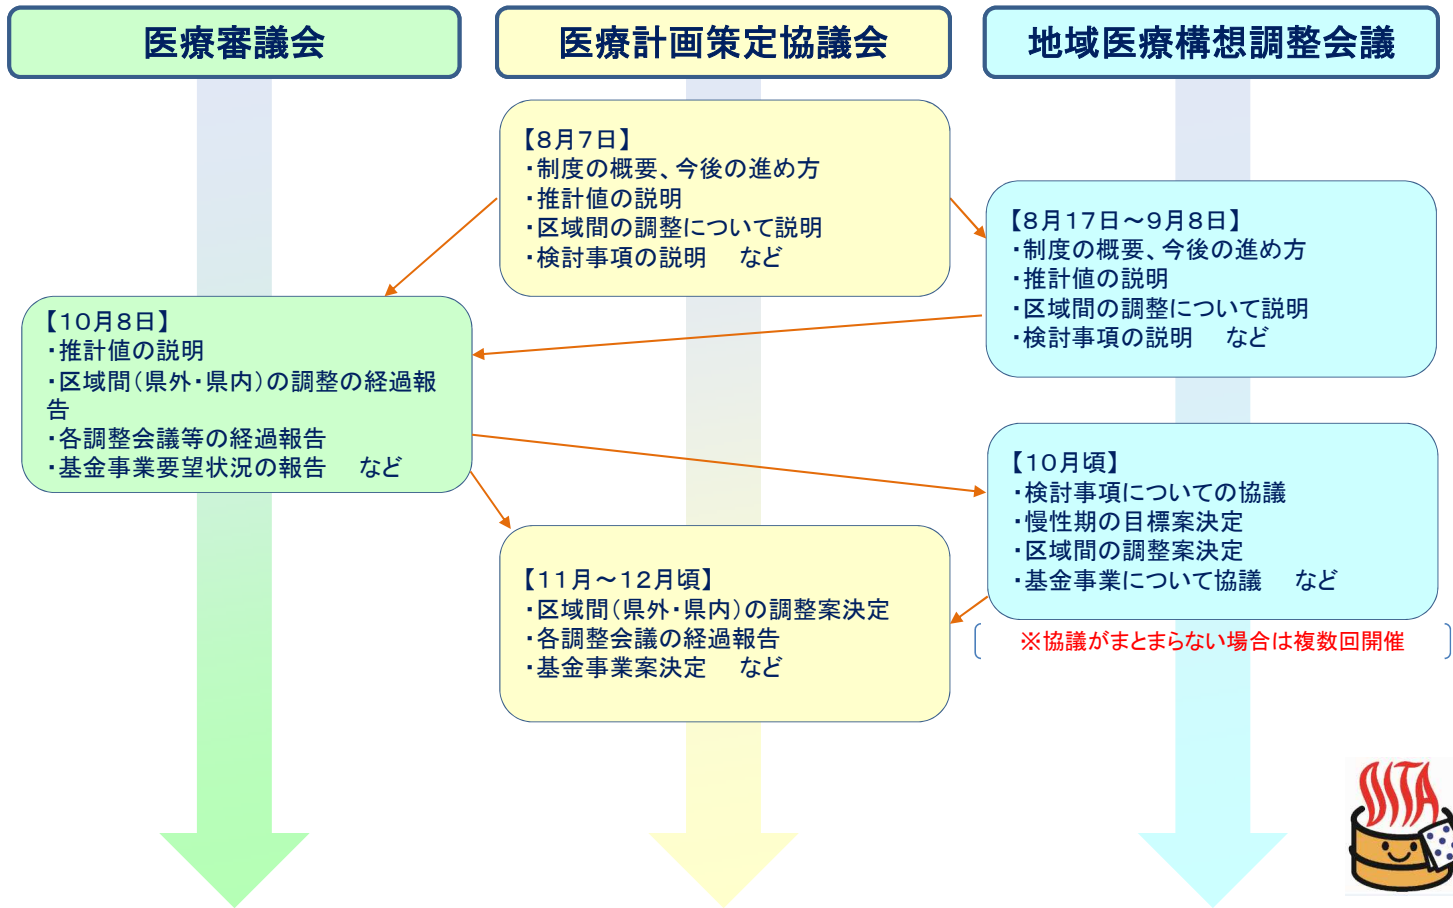 医療審議会
医療計画策定協議会
地域医療構想調整会議
【8月7日】
・制度の概要、今後の進め方
・推計値の説明
・区域間の調整について説明
・検討事項の説明　など
【8月17日～9月8日】
・制度の概要、今後の進め方
・推計値の説明
・区域間の調整について説明
・検討事項の説明　など
【10月8日】
・推計値の説明
・区域間（県外・県内）の調整の経過報
告
・各調整会議等の経過報告
・基金事業要望状況の報告　など
【10月頃】
・検討事項についての協議
・慢性期の目標案決定
・区域間の調整案決定
・基金事業について協議　など
※協議がまとまらない場合は複数回開催
【11月～12月頃】
・区域間（県外・県内）の調整案決定
・各調整会議の経過報告
・基金事業案決定　など
OITA